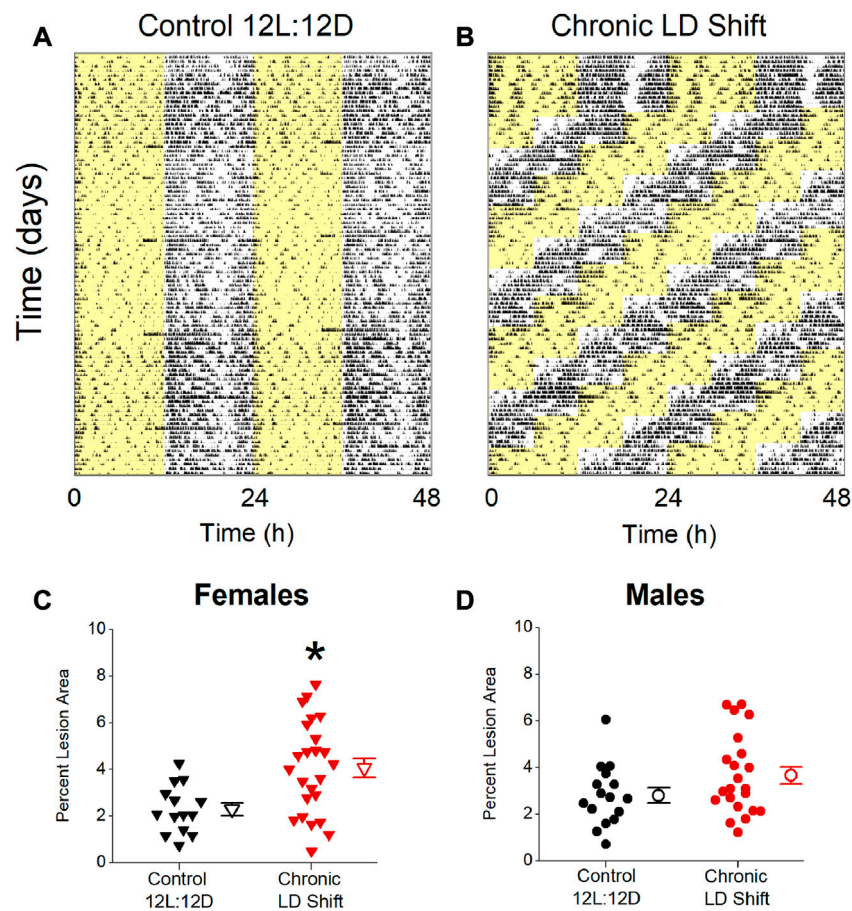 A Control 12L:12D
B Chronic LD Shift
Time (days)
0 24 48
Time (h)
0 24 48
Time (h)
C Females
Percent Lesion Area
10
8
6
4
2
0
*
Control
12L:12D
Chronic
LD Shift
D Males
Percent Lesion Area
10
8
6
4
2
0
Control
12L:12D
Chronic
LD Shift